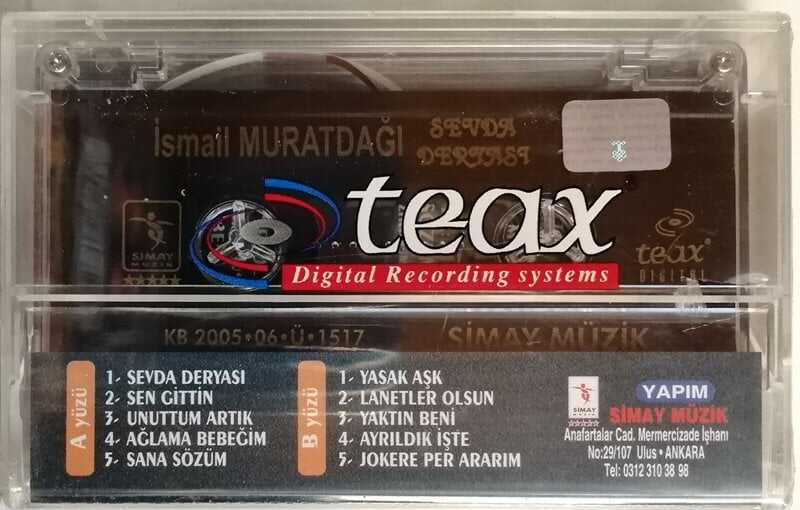 İsmail MURATDAĞI
SEVDA
DERYASI
teax
Digital Recording systems
SİMAY
MÜZİK
teax
DIGITAL
KB 2005·06·Ü·1517
SİMAY MÜZİK
A yüzü
1- SEVDA DERYASI
2- SEN GİTTİN
3- UNUTTUM ARTIK
4- AĞLAMA BEBEĞİM
5- SANA SÖZÜM
B yüzü
1- YASAK AŞK
2- LANETLER OLSUN
3- YAKTIN BENİ
4- AYRILDIK İŞTE
5- JOKERE PER ARARIM
SİMAY
MÜZİK
YAPIM
SİMAY MÜZİK
Anafartalar Cad. Mermercizade İşhanı
No:29/107 Ulus • ANKARA
Tel: 0312 310 38 98